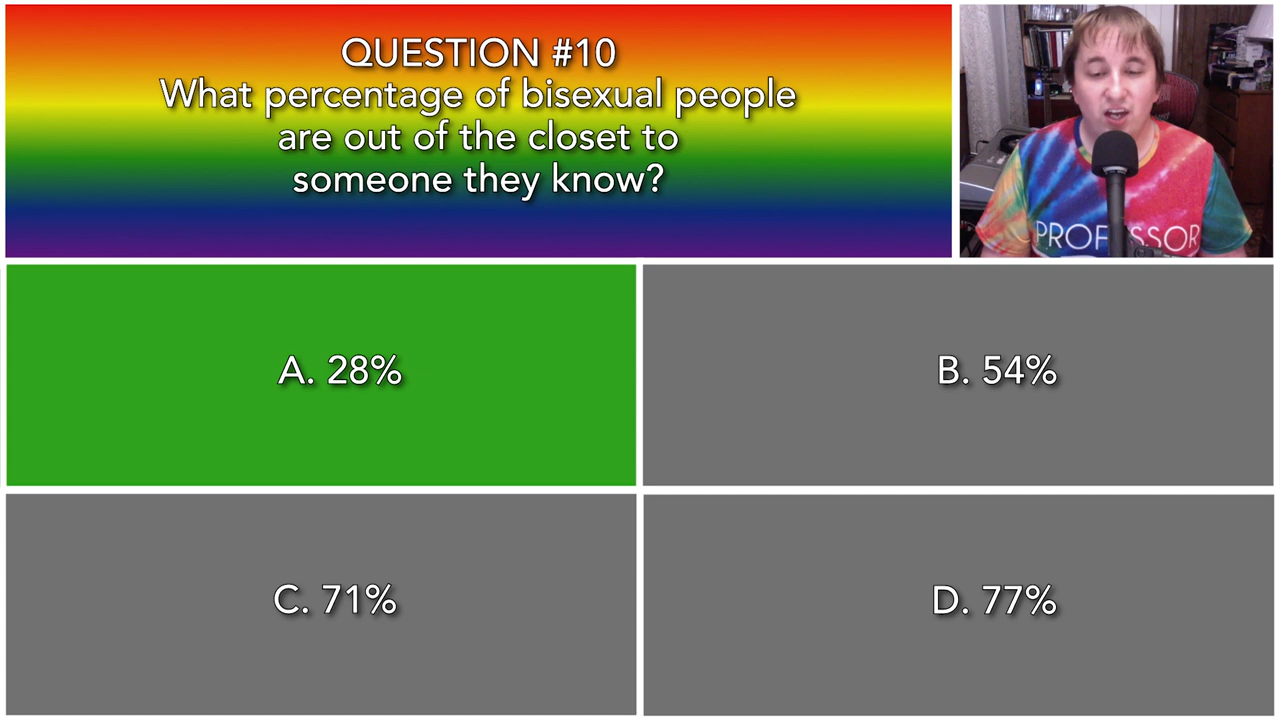 QUESTION #10
What percentage of bisexual people
are out of the closet to
someone they know?
A. 28%
B. 54%
C. 71%
D. 77%